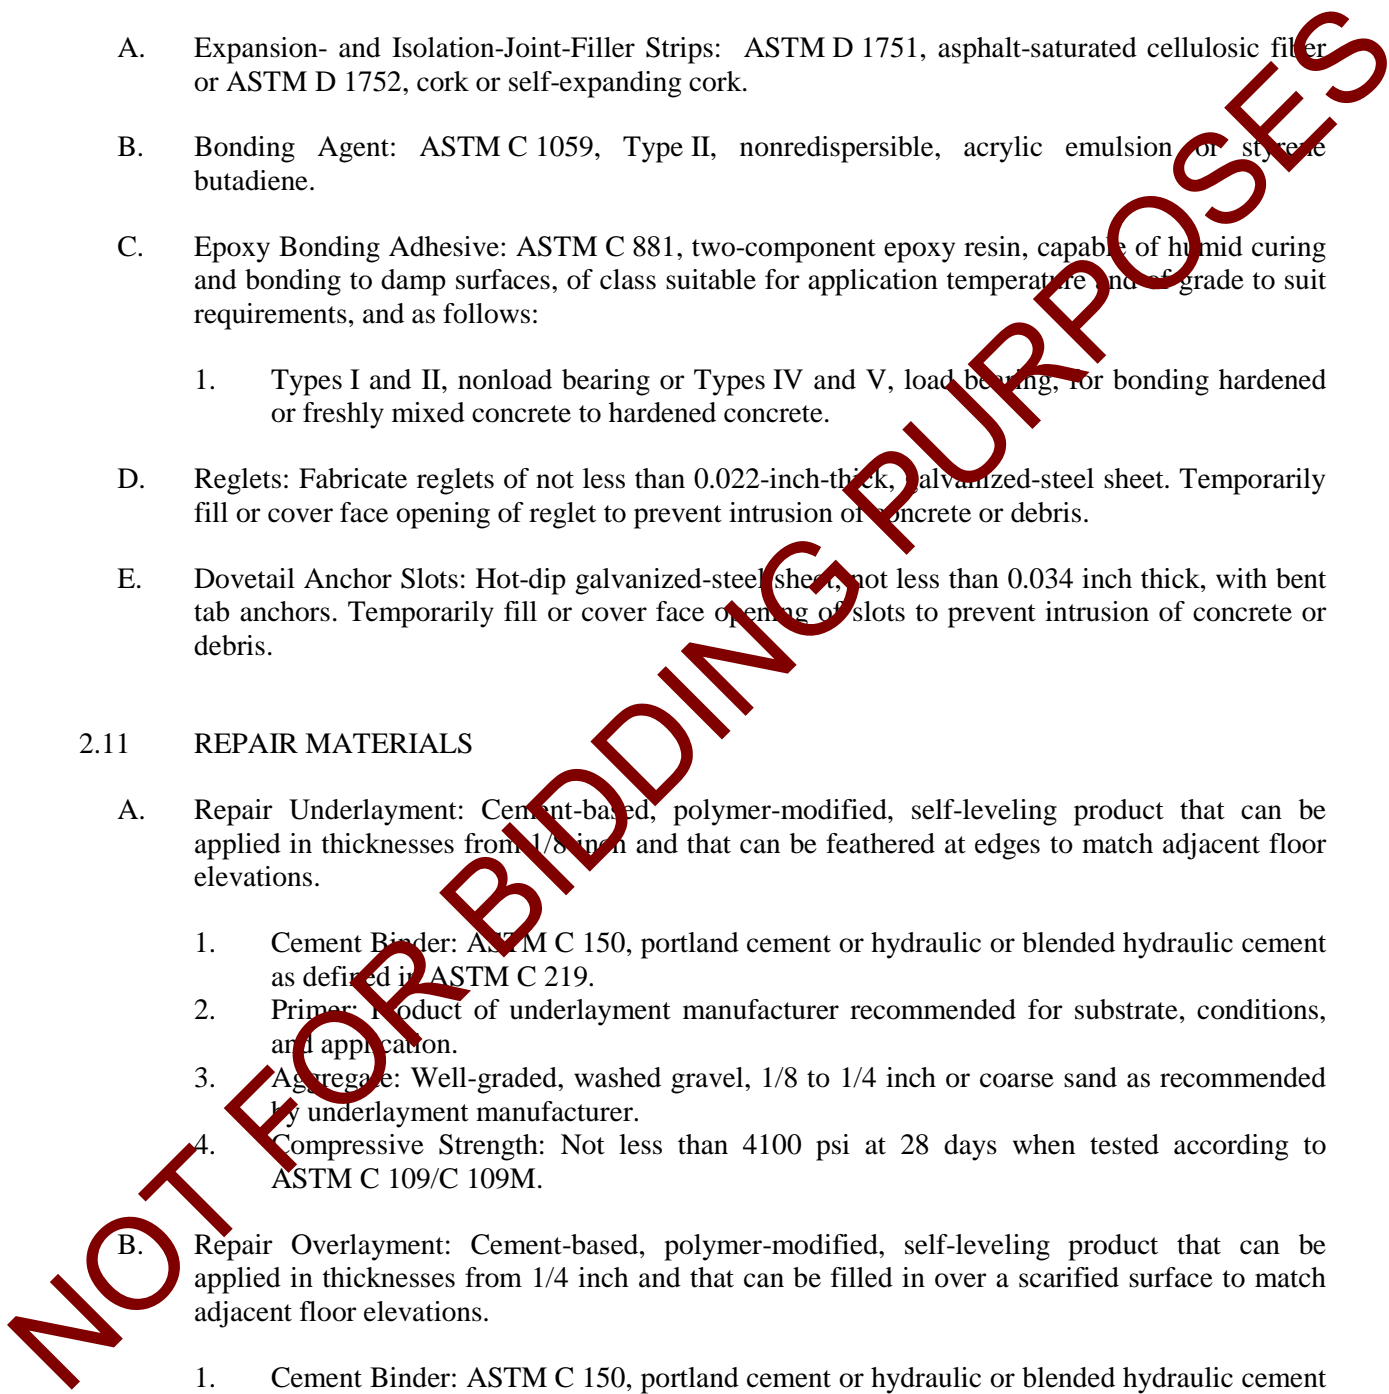 A. Expansion- and Isolation-Joint-Filler Strips: ASTM D 1751, asphalt-saturated cellulosic fiber
or ASTM D 1752, cork or self-expanding cork.
B. Bonding Agent: ASTM C 1059, Type II, nonredispersible, acrylic emulsion or styrene
butadiene.
C. Epoxy Bonding Adhesive: ASTM C 881, two-component epoxy resin, capable of humid curing
and bonding to damp surfaces, of class suitable for application temperature and of grade to suit
requirements, and as follows:
1. Types I and II, nonload bearing or Types IV and V, load bearing, for bonding hardened
or freshly mixed concrete to hardened concrete.
D. Reglets: Fabricate reglets of not less than 0.022-inch-thick, galvanized-steel sheet. Temporarily
fill or cover face opening of reglet to prevent intrusion of concrete or debris.
E. Dovetail Anchor Slots: Hot-dip galvanized-steel sheet, not less than 0.034 inch thick, with bent
tab anchors. Temporarily fill or cover face opening of slots to prevent intrusion of concrete or
debris.
2.11 REPAIR MATERIALS
A. Repair Underlayment: Cement-based, polymer-modified, self-leveling product that can be
applied in thicknesses from 1/8 inch and that can be feathered at edges to match adjacent floor
elevations.
1. Cement Binder: ASTM C 150, portland cement or hydraulic or blended hydraulic cement
as defined in ASTM C 219.
2. Primer: Product of underlayment manufacturer recommended for substrate, conditions,
and application.
3. Aggregate: Well-graded, washed gravel, 1/8 to 1/4 inch or coarse sand as recommended
by underlayment manufacturer.
4. Compressive Strength: Not less than 4100 psi at 28 days when tested according to
ASTM C 109/C 109M.
B. Repair Overlayment: Cement-based, polymer-modified, self-leveling product that can be
applied in thicknesses from 1/4 inch and that can be filled in over a scarified surface to match
adjacent floor elevations.
1. Cement Binder: ASTM C 150, portland cement or hydraulic or blended hydraulic cement
NOT FOR BIDDING PURPOSES